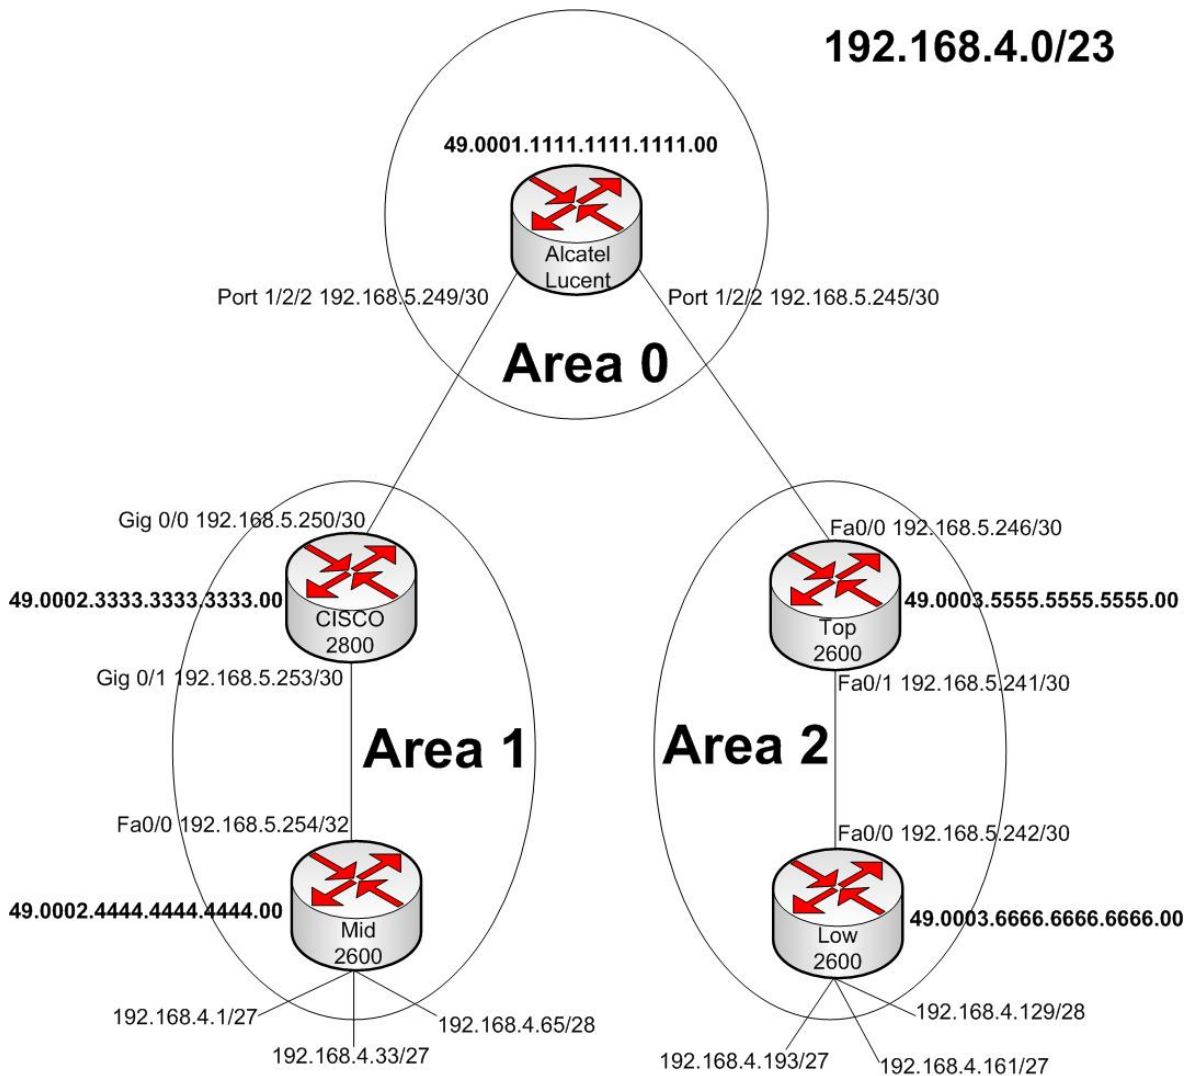 192.168.4.0/23
49.0001.1111.1111.1111.00
Alcatel
Lucent
Port 1/2/2 192.168.5.249/30
Port 1/2/2 192.168.5.245/30
Area 0
Gig 0/0 192.168.5.250/30
Fa0/0 192.168.5.246/30
49.0002.3333.3333.3333.00
CISCO
2800
49.0003.5555.5555.5555.00
Top
2600
Gig 0/1 192.168.5.253/30
Fa0/1 192.168.5.241/30
Area 1
Area 2
Fa0/0 192.168.5.254/32
Fa0/0 192.168.5.242/30
49.0002.4444.4444.4444.00
Mid
2600
49.0003.6666.6666.6666.00
Low
2600
192.168.4.1/27
192.168.4.33/27
192.168.4.65/28
192.168.4.193/27
192.168.4.161/27
192.168.4.129/28